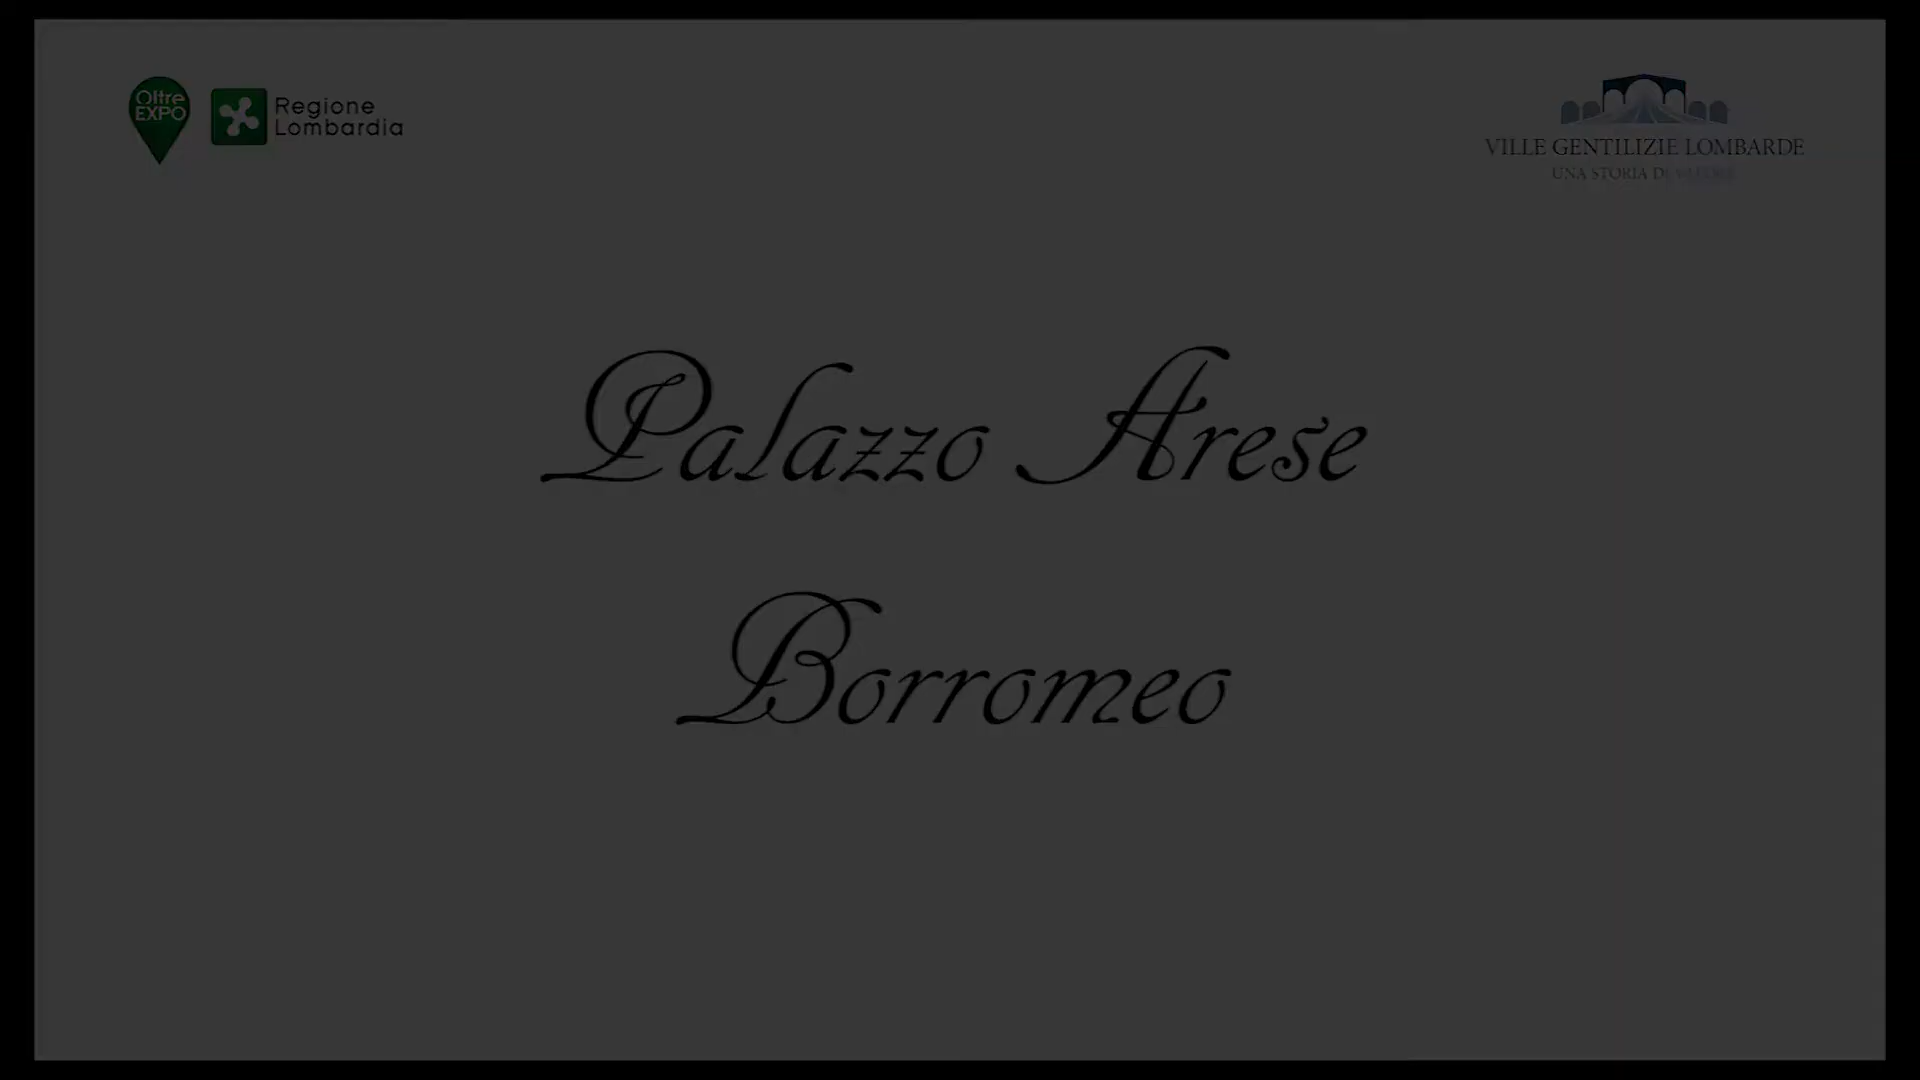 Oltre
EXPO
Regione
Lombardia
VILLE GENTILIZIE LOMBARDE
UNA STORIA DI
Palazzo Arese
Borromeo